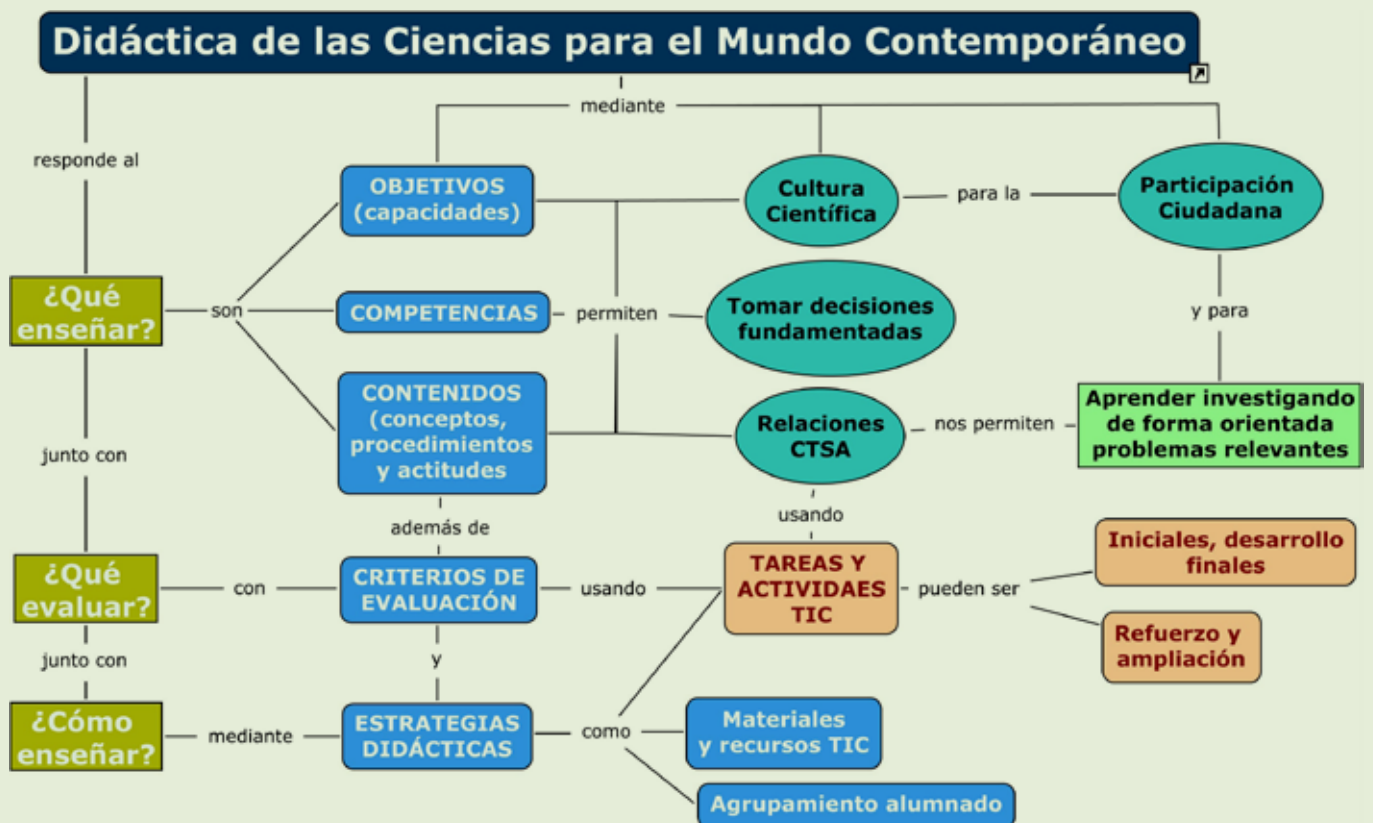 Didáctica de las Ciencias para el Mundo Contemporáneo
mediante
responde al
OBJETIVOS
(capacidades)
Cultura
Científica
para la
Participación
Ciudadana
¿Qué
enseñar?
son
COMPETENCIAS
permiten
Tomar decisiones
fundamentadas
y para
CONTENIDOS
(conceptos,
procedimientos
y actitudes
Relaciones
CTSA
nos permiten
Aprender investigando
de forma orientada
problemas relevantes
junto con
además de
usando
¿Qué
evaluar?
con
CRITERIOS DE
EVALUACIÓN
usando
TAREAS Y
ACTIVIDAES
TIC
pueden ser
Iniciales, desarrollo
finales
Refuerzo y
ampliación
junto con
y
¿Cómo
enseñar?
mediante
ESTRATEGIAS
DIDÁCTICAS
como
Materiales
y recursos TIC
Agrupamiento alumnado